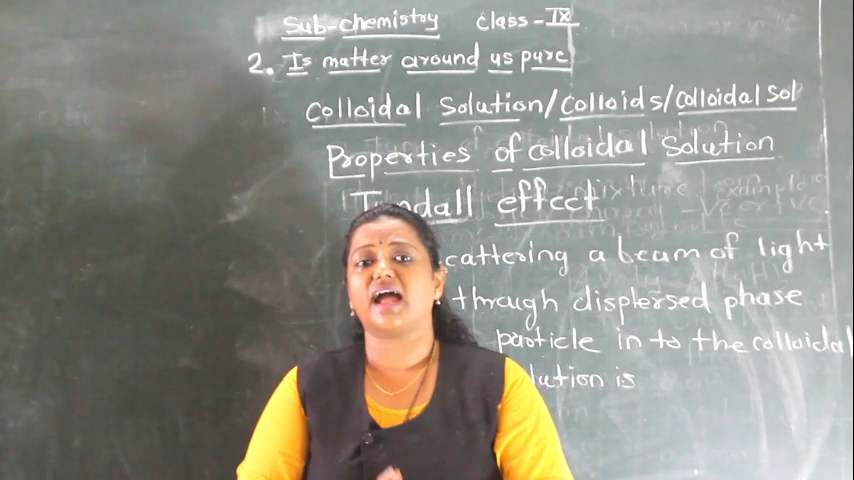 Sub-chemistry class-IX
2. Is matter around us pure
Colloidal Solution/Colloids/Colloidal Sol
Properties of colloidal Solution
Tyndall effect
cattering a beam of light
through displersed phase
particle in to the colloidal
lution is